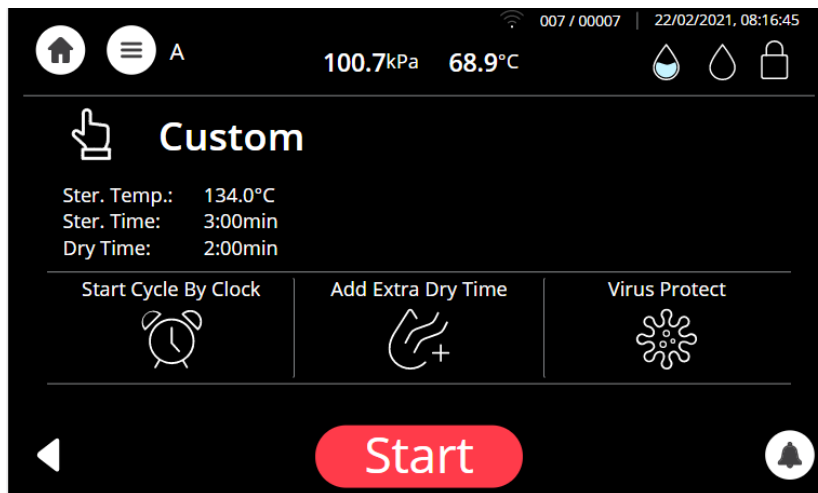 007 / 00007 | 22/02/2021, 08:16:45
A 100.7kPa 68.9°C
Custom
Ster. Temp.: 134.0°C
Ster. Time: 3:00min
Dry Time: 2:00min
Start Cycle By Clock Add Extra Dry Time Virus Protect
Start